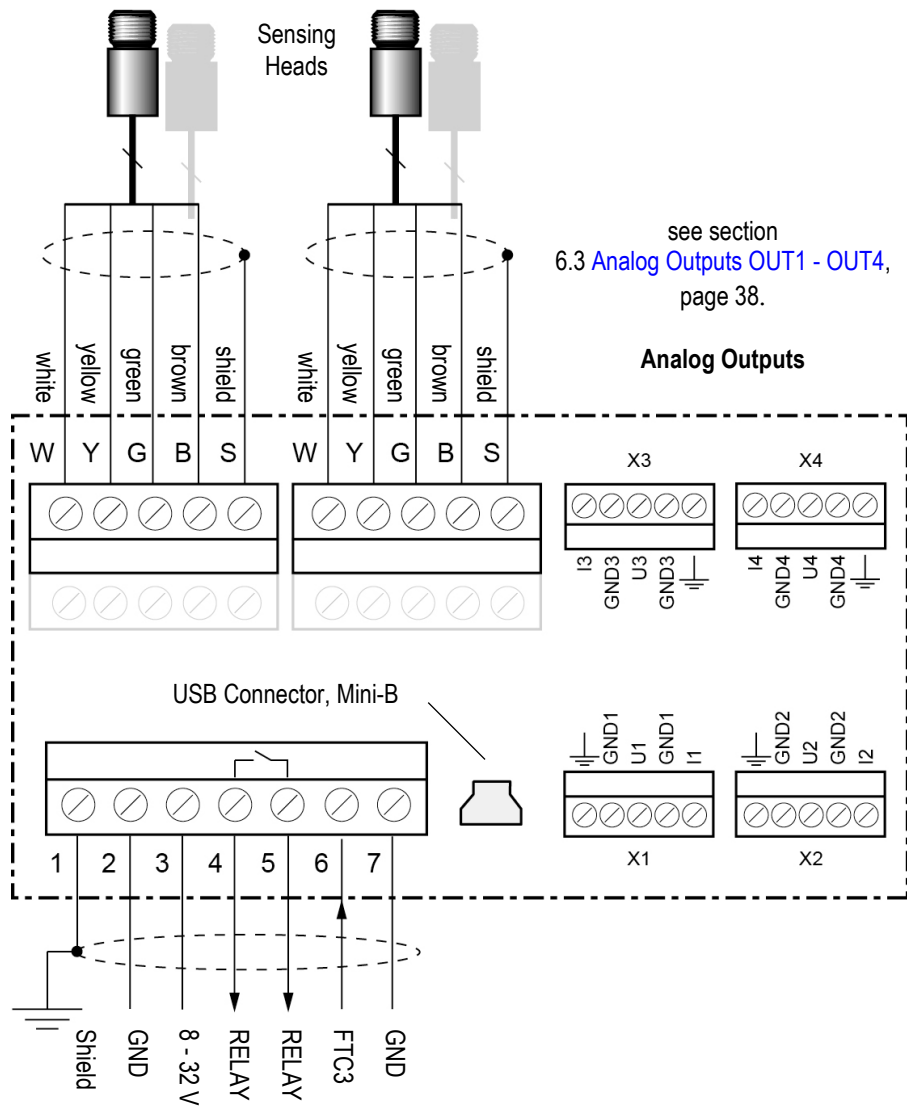 Sensing
Heads
see section
6.3 Analog Outputs OUT1 - OUT4,
page 38.
Analog Outputs
white
yellow
green
brown
shield
white
yellow
green
brown
shield
W Y G B S
W Y G B S
X3
X4
I3
GND3
U3
GND3
I4
GND4
U4
GND4
USB Connector, Mini-B
GND1
U1
GND1
I1
GND2
U2
GND2
I2
X1
X2
1 2 3 4 5 6 7
Shield
GND
8 - 32 V
RELAY
RELAY
FTC3
GND